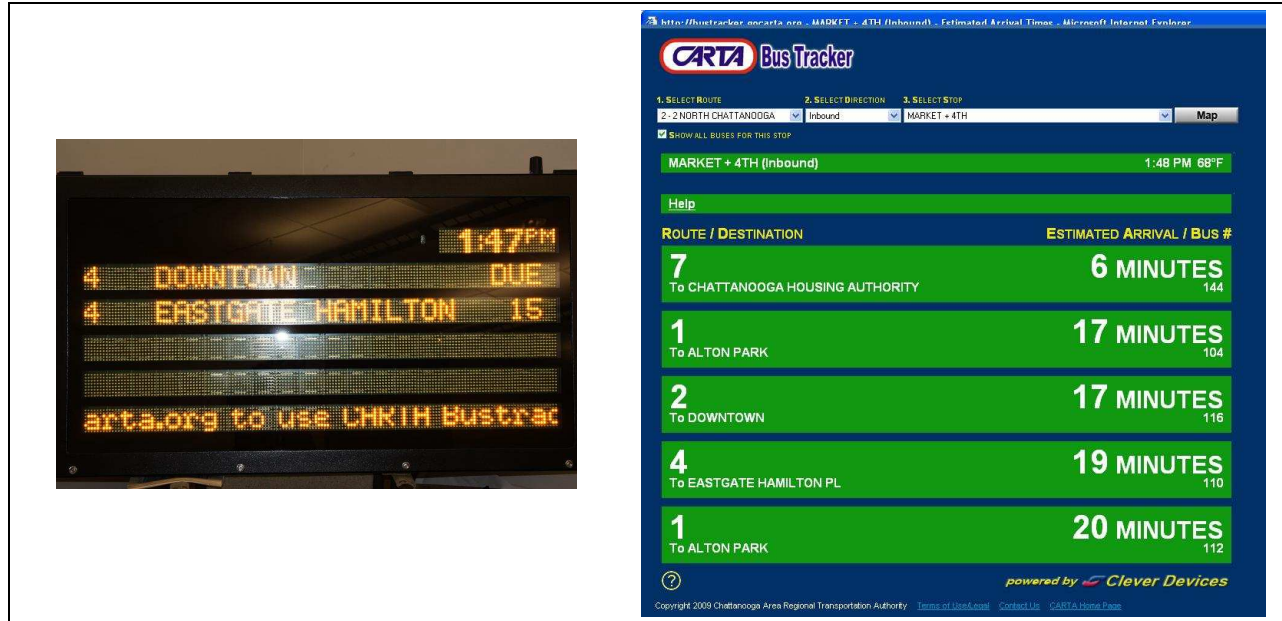 1:47PM
4 DOWNTOWN DUE
4 EASTGATE HAMILTON 15
arta.org to use CARTA Bustrac
http://bustracker.gocarta.org - MARKET + 4TH (Inbound) - Estimated Arrival Times - Microsoft Internet Explorer
CARTA Bus Tracker
1. SELECT ROUTE 2. SELECT DIRECTION 3. SELECT STOP
2 - 2 NORTH CHATTANOOGA Inbound MARKET + 4TH Map
SHOW ALL BUSES FOR THIS STOP
MARKET + 4TH (Inbound) 1:48 PM 68°F
Help
ROUTE / DESTINATION ESTIMATED ARRIVAL / BUS #
7 6 MINUTES
To CHATTANOOGA HOUSING AUTHORITY 144
1 17 MINUTES
To ALTON PARK 104
2 17 MINUTES
To DOWNTOWN 116
4 19 MINUTES
To EASTGATE HAMILTON PL 110
1 20 MINUTES
To ALTON PARK 112
? powered by Clever Devices
Copyright 2009 Chattanooga Area Regional Transportation Authority Terms of Use/Legal Contact Us CARTA Home Page